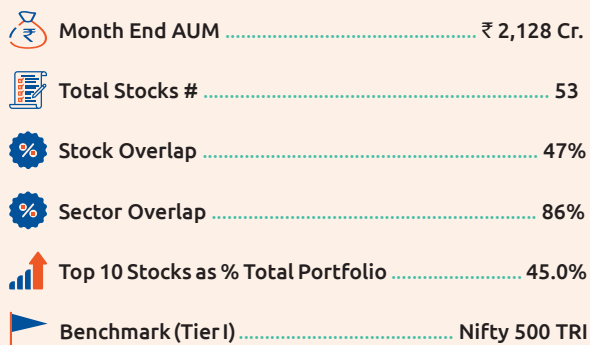 Month End AUM ........................................... ₹ 2,128 Cr.
Total Stocks # ............................................................ 53
Stock Overlap .......................................................... 47%
Sector Overlap ......................................................... 86%
Top 10 Stocks as % Total Portfolio ....................... 45.0%
Benchmark (Tier I) ..................................... Nifty 500 TRI